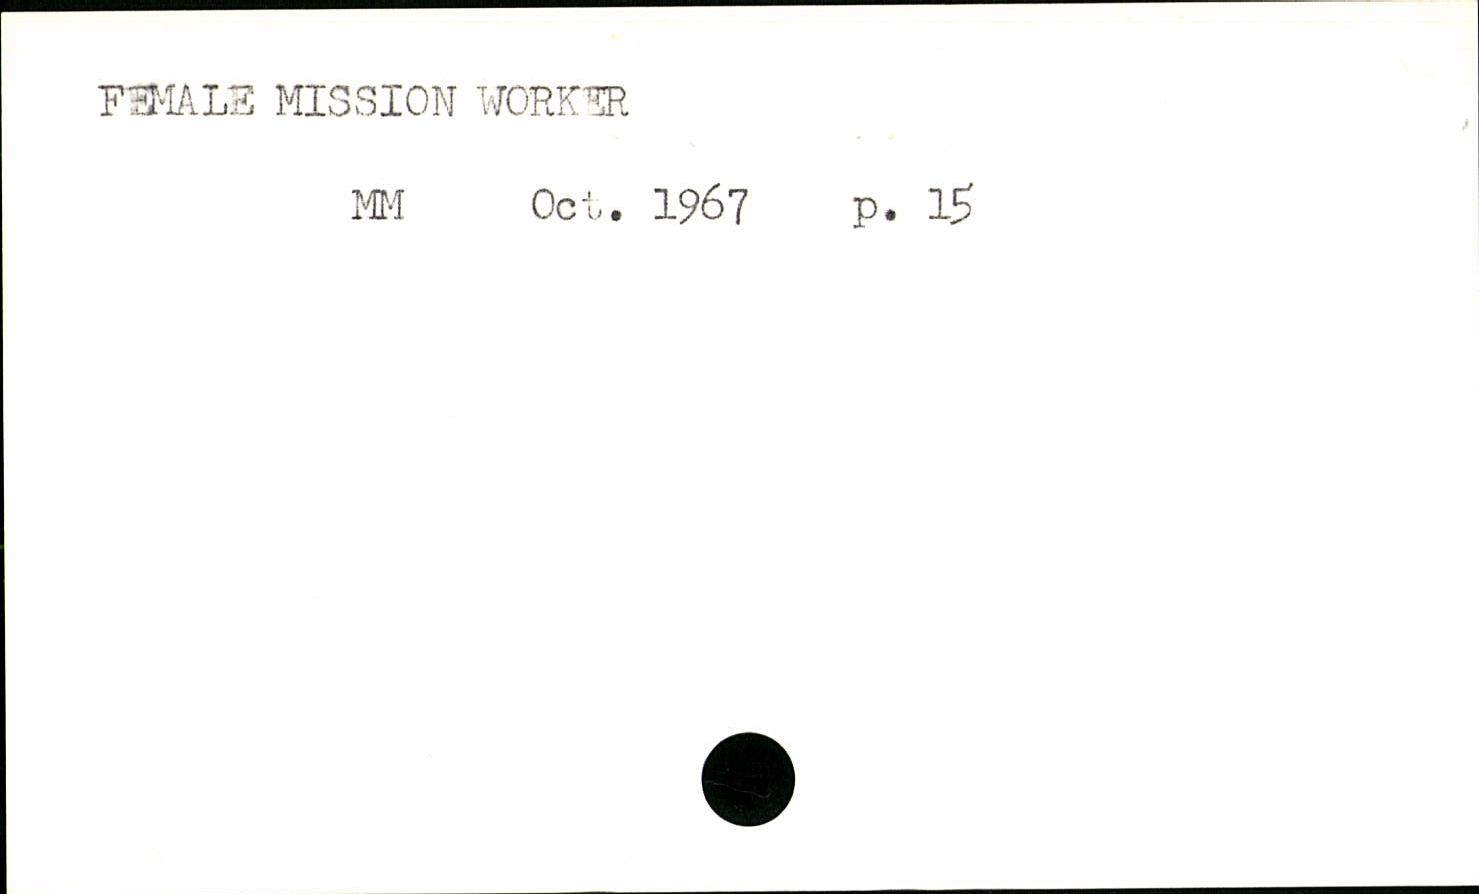 FEMALE MISSION WORKER
MM Oct. 1967 p. 15